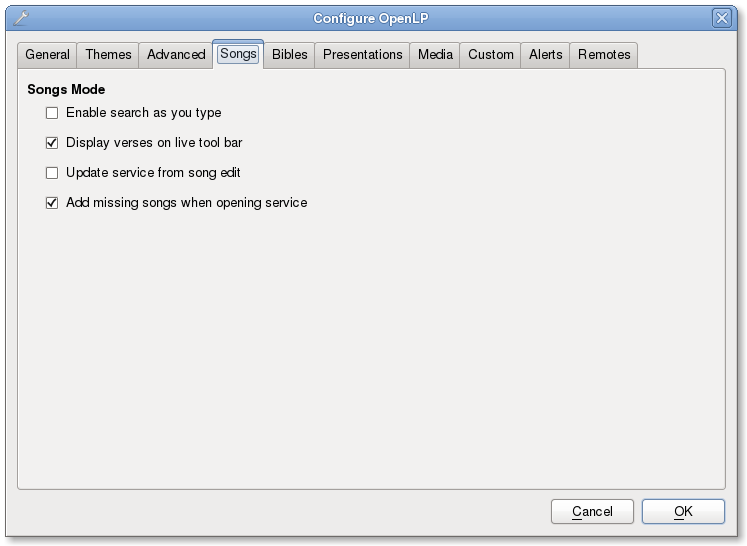 Configure OpenLP
General Themes Advanced Songs Bibles Presentations Media Custom Alerts Remotes
Songs Mode
Enable search as you type
Display verses on live tool bar
Update service from song edit
Add missing songs when opening service
Cancel OK